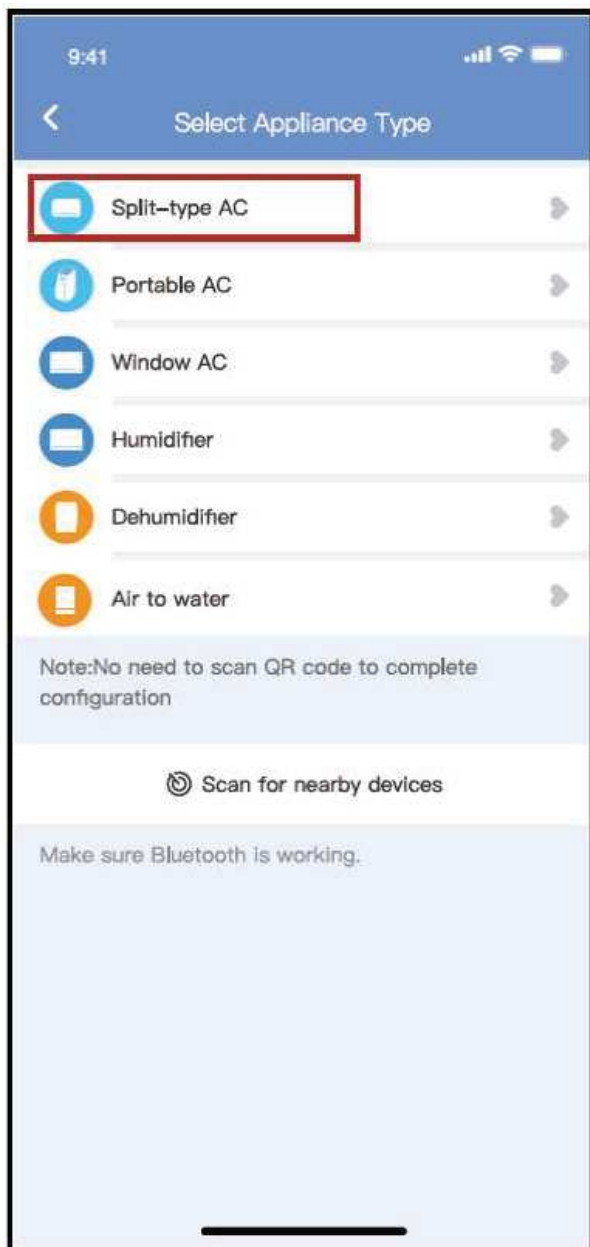 9:41
Select Appliance Type
Split-type AC
Portable AC
Window AC
Humidifier
Dehumidifier
Air to water
Note:No need to scan QR code to complete
configuration
Scan for nearby devices
Make sure Bluetooth is working.